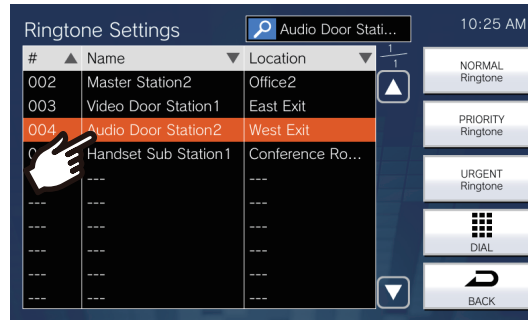 Ringtone Settings
Audio Door Stati...
10:25 AM
# Name Location
1
1
002 Master Station2 Office2
003 Video Door Station1 East Exit
004 Audio Door Station2 West Exit
0 Handset Sub Station1 Conference Ro...
--- ---
--- --- ---
--- --- ---
--- --- ---
--- --- ---
NORMAL
Ringtone
PRIORITY
Ringtone
URGENT
Ringtone
DIAL
BACK